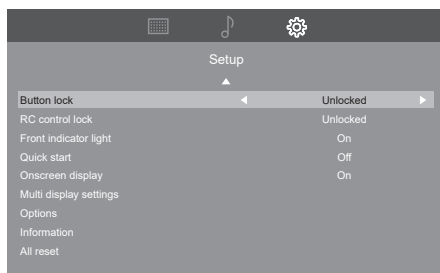 Setup
Button lock Unlocked
RC control lock Unlocked
Front indicator light On
Quick start Off
Onscreen display On
Multi display settings
Options
Information
All reset